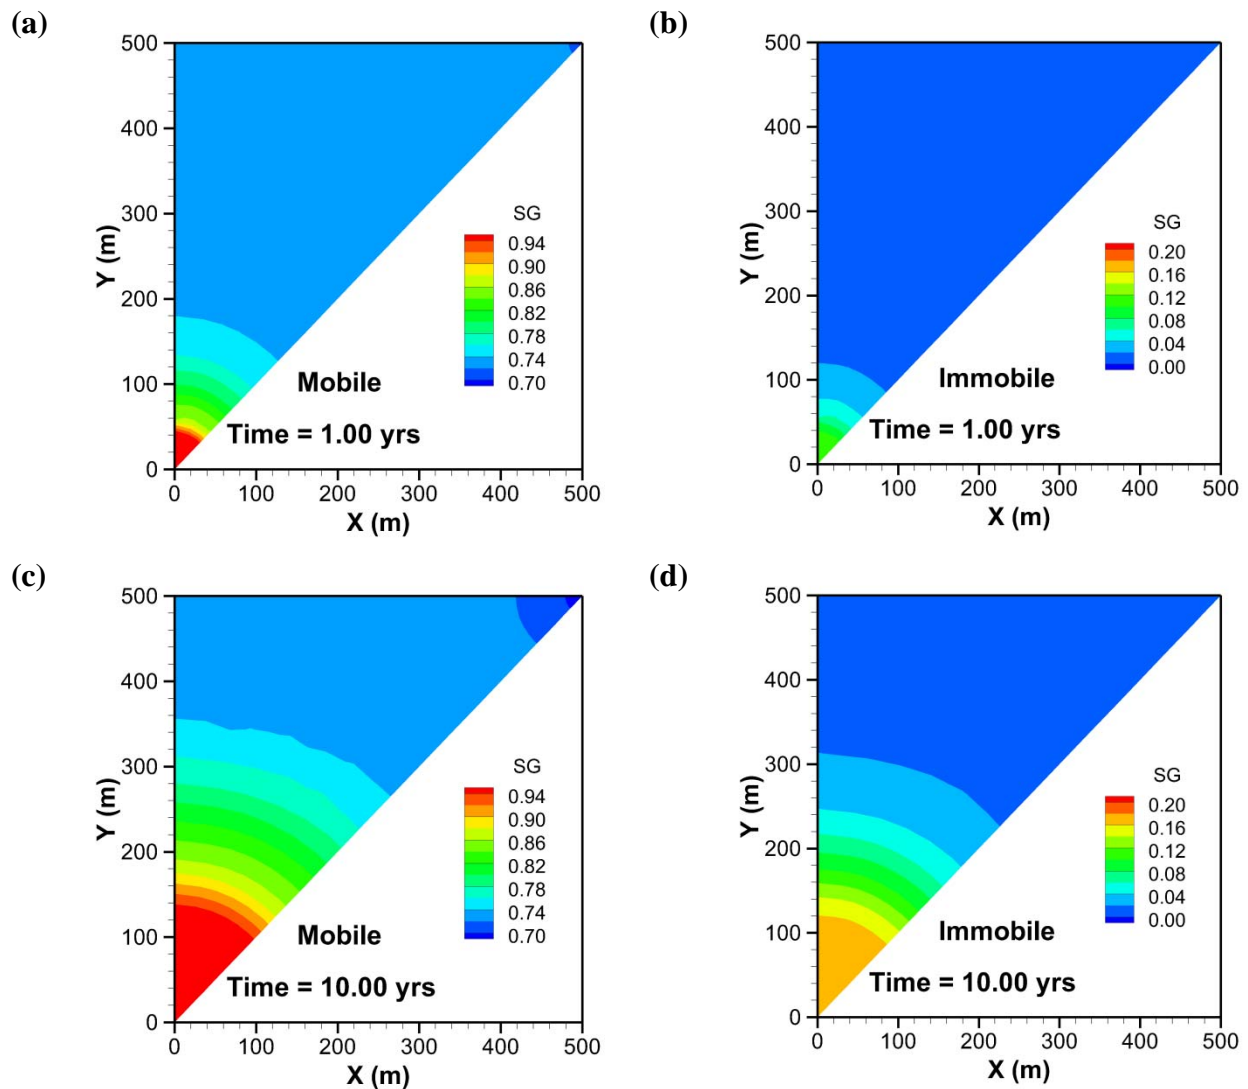 (a)
500
400
300
200
100
0
Y (m)
SG
0.94
0.90
0.86
0.82
0.78
0.74
0.70
Mobile
Time = 1.00 yrs
0 100 200 300 400 500
X (m)
(b)
500
400
300
200
100
0
Y (m)
SG
0.20
0.16
0.12
0.08
0.04
0.00
Immobile
Time = 1.00 yrs
0 100 200 300 400 500
X (m)
(c)
500
400
300
200
100
0
Y (m)
SG
0.94
0.90
0.86
0.82
0.78
0.74
0.70
Mobile
Time = 10.00 yrs
0 100 200 300 400 500
X (m)
(d)
500
400
300
200
100
0
Y (m)
SG
0.20
0.16
0.12
0.08
0.04
0.00
Immobile
Time = 10.00 yrs
0 100 200 300 400 500
X (m)